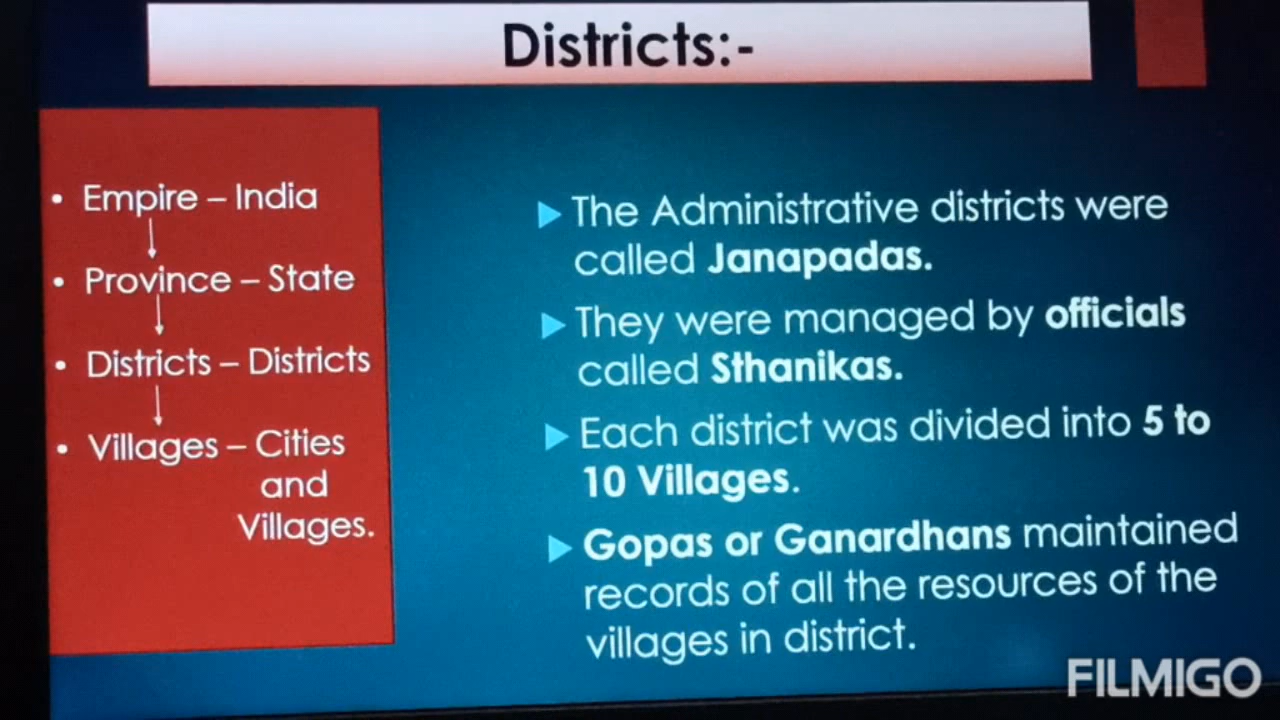 Districts:-
• Empire – India
• Province – State
• Districts – Districts
• Villages – Cities
and
Villages.
The Administrative districts were
called Janapadas.
They were managed by officials
called Sthanikas.
Each district was divided into 5 to
10 Villages.
Gopas or Ganardhans maintained
records of all the resources of the
villages in district.
FILMIGO